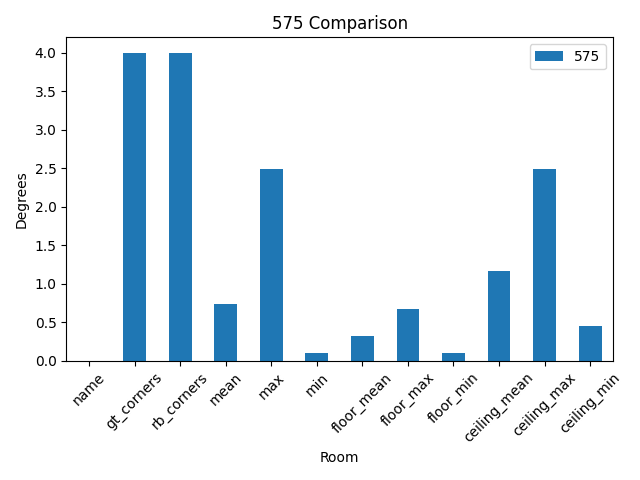 575 Comparison
575
Degrees
4.0
3.5
3.0
2.5
2.0
1.5
1.0
0.5
0.0
name
gt_corners
rb_corners
mean
max
min
floor_mean
floor_max
floor_min
ceiling_mean
ceiling_max
ceiling_min
Room